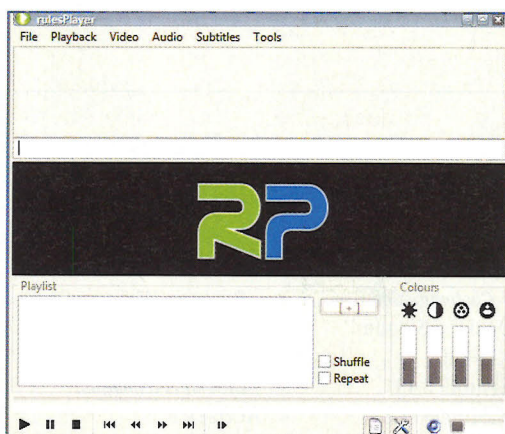 rulesPlayer
File Playback Video Audio Subtitles Tools
RP
Playlist
Colours
[ + ]
Shuffle
Repeat